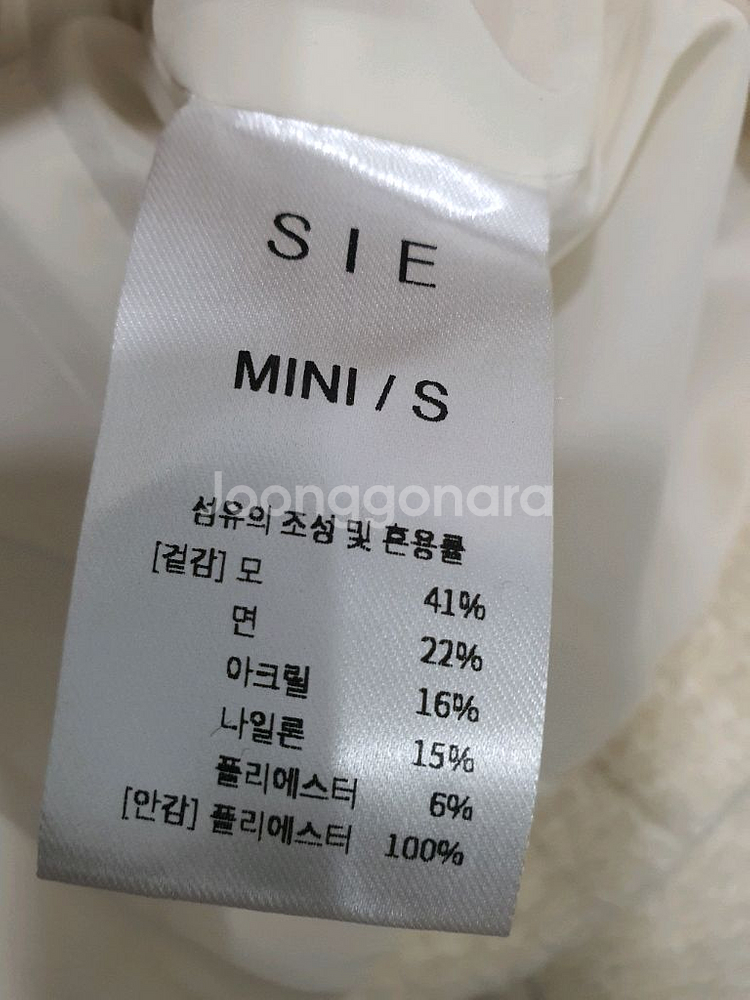 S I E
MINI / S
joonggonara
섬유의 조성 및 혼용률
[겉감] 모 41%
면 22%
아크릴 16%
나일론 15%
폴리에스터 6%
[안감] 폴리에스터 100%